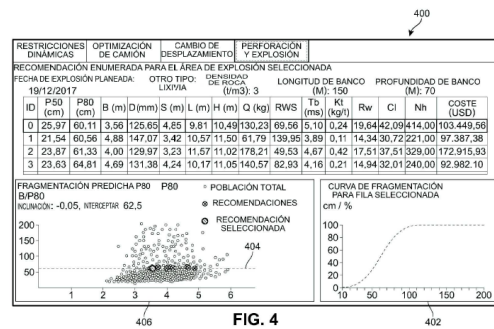 400
RESTRICCIONES DINÁMICAS OPTIMIZACIÓN DE CAMIÓN CAMBIO DE DESPLAZAMIENTO PERFORACIÓN Y EXPLOSIÓN
RECOMENDACIÓN ENUMERADA PARA EL ÁREA DE EXPLOSIÓN SELECCIONADA
FECHA DE EXPLOSIÓN PLANEADA: OTRO TIPO: DENSIDAD DE ROCA LONGITUD DE BANCO PROFUNDIDAD DE BANCO
19/12/2017 LIXIVIA (t/m3): 3 (M): 150 (M): 70
ID P50 (cm) P80 (cm) B (m) D(mm) S (m) L (m) H (m) Q (kg) RWS Tb (ms) Kt (kg/t) Rw CI Nh COSTE (USD)
0 25,97 60,11 3,56 125.65 4,85 9,81 10,49 130,23 69,56 5,10 0,24 19,64 42,09 414,00 103.449,56
1 21,54 60,56 3,42 147.07 3,42 10,57 11,50 61,79 139,95 3,89 0,11 14,34 30,72 221,00 97.387,38
2 23,87 61,33 4,00 129.97 3,23 11,57 11,02 178,21 49,53 4,87 0,42 17,51 37,51 329,00 172.915,93
3 23,63 64,81 4,69 131.38 4,24 10,17 11,05 140,57 82,93 4,16 0,21 14,94 32,01 240,00 92.982.10
FRAGMENTACIÓN PREDICHA P80 P80
B/P80
INCLINACIÓN: -0,05, INTERCEPTAR 62,5
POBLACIÓN TOTAL
RECOMENDACIONES
RECOMENDACIÓN SELECCIONADA
200
150
100
50
1 2 3 4 5 6
404
406
CURVA DE FRAGMENTACIÓN
PARA FILA SELECCIONADA
cm / %
100
80
60
40
20
0
10 50 100 150 200
402
FIG. 4